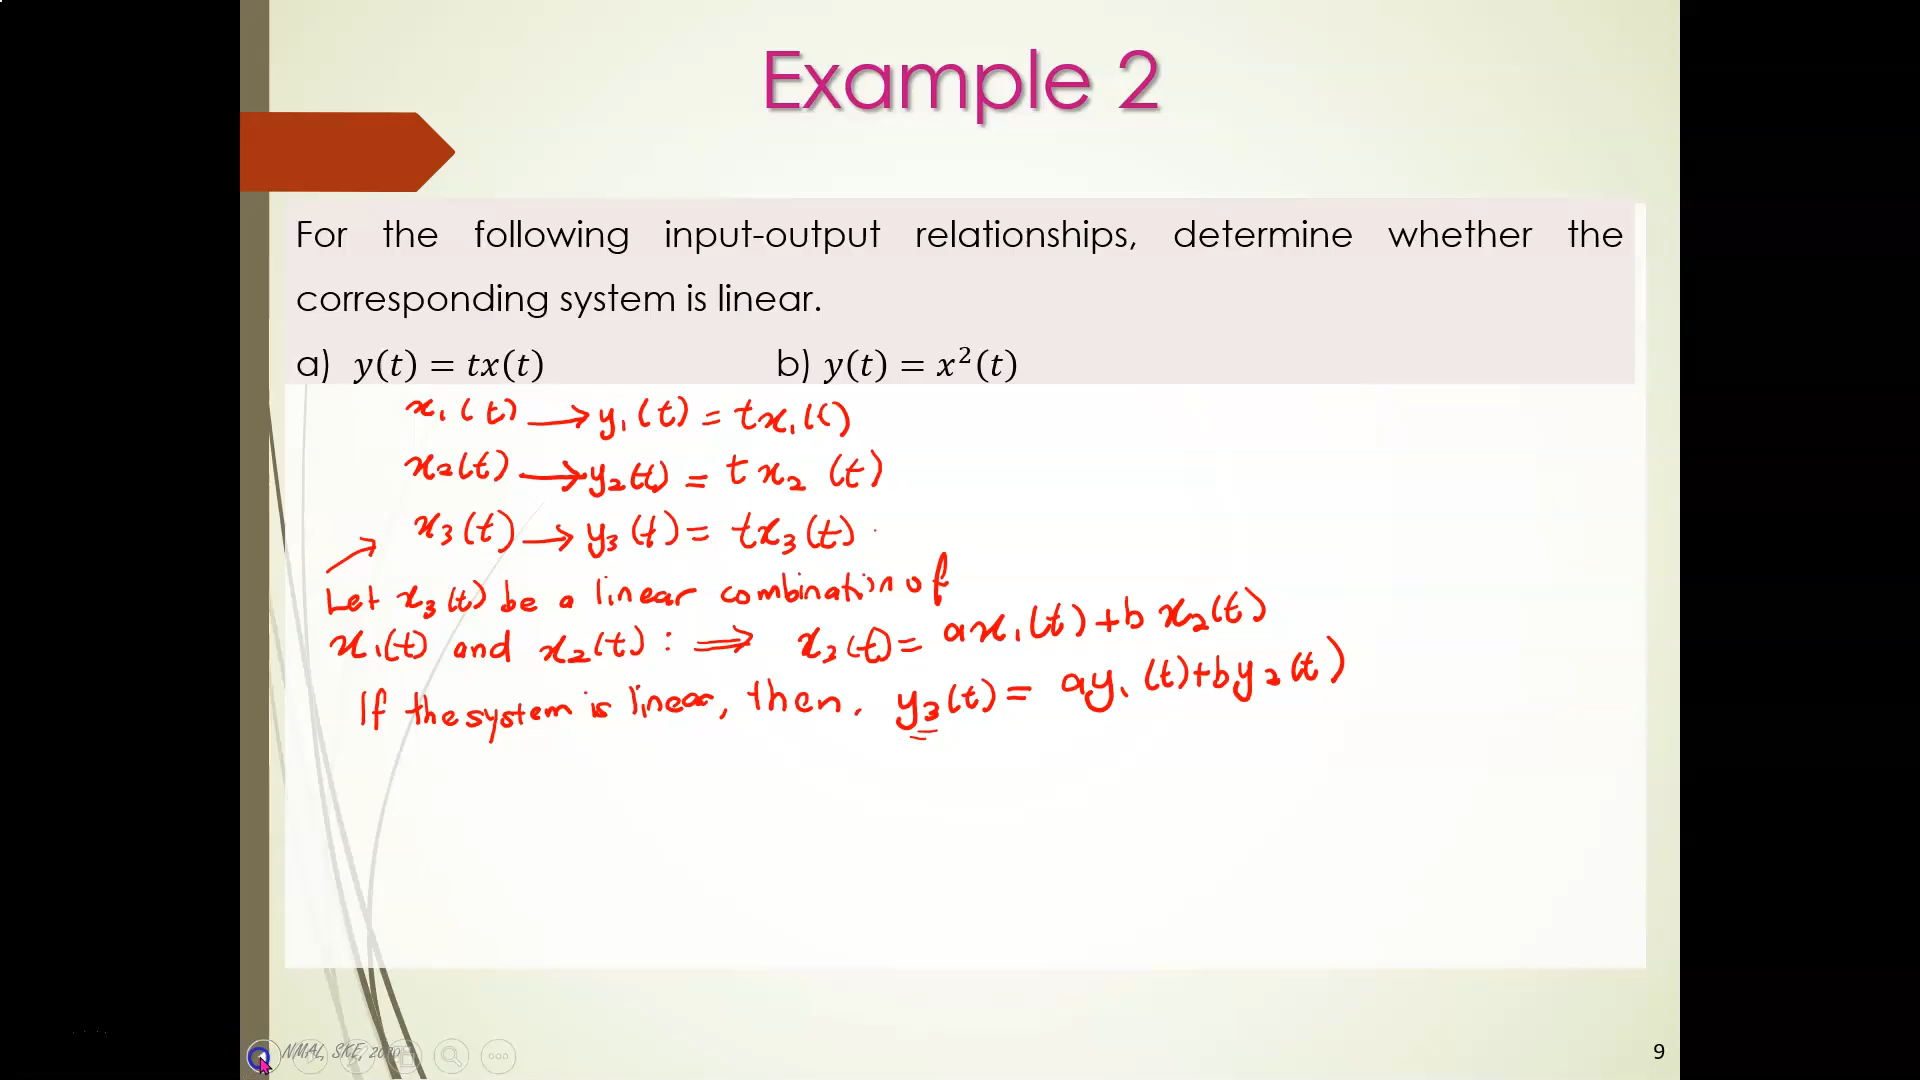 Example 2
For the following input-output relationships, determine whether the
corresponding system is linear.
a) y(t) = tx(t) b) y(t) = x²(t)
x₁(t) → y₁(t) = tx₁(t)
x₂(t) → y₂(t) = tx₂(t)
x₃(t) → y₃(t) = tx₃(t)
Let x₃(t) be a linear combination of
x₁(t) and x₂(t) : ⇒ x₃(t) = ax₁(t) + bx₂(t)
If the system is linear, then, y₃(t) = ay₁(t) + by₂(t)
NMAL, SKE,
9